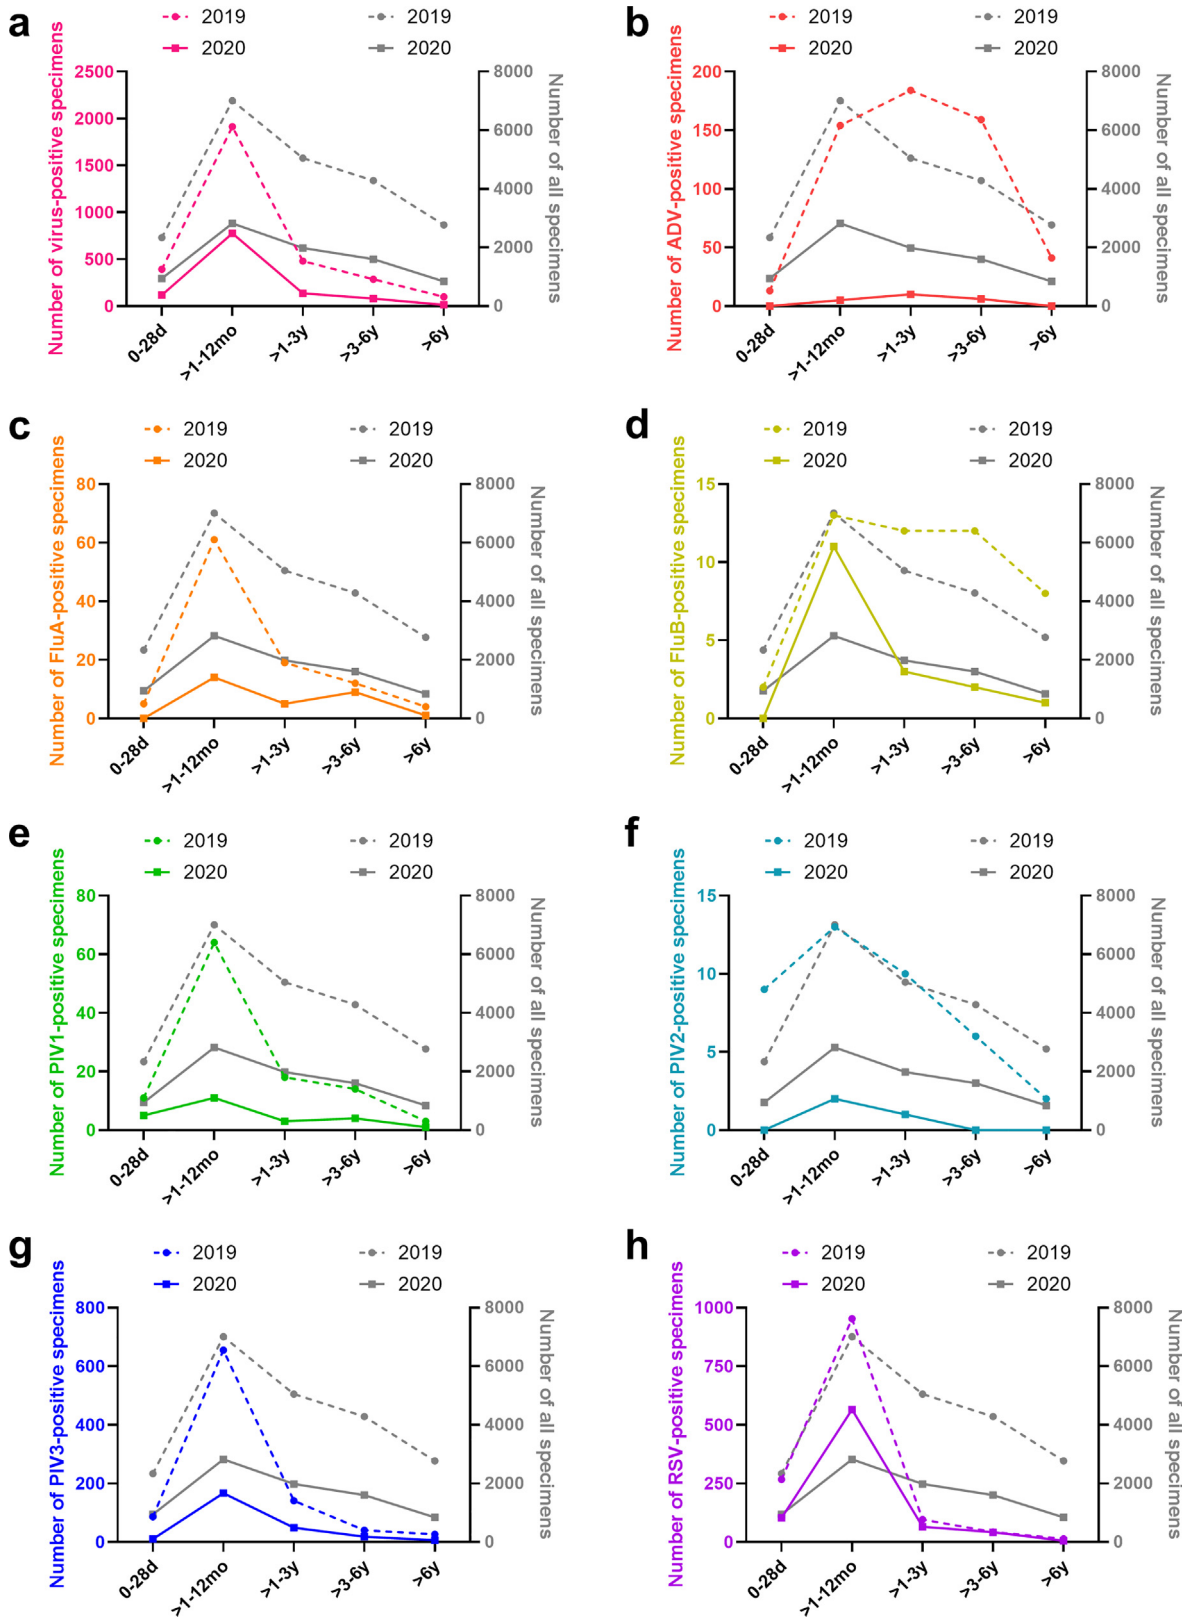 a
2019
2019
2020
2020
Number of virus-positive specimens
2500
2000
1500
1000
500
0
8000
6000
4000
2000
0
Number of all specimens
0-28d
>1-12mo
>1-3y
>3-6y
>6y
b
2019
2019
2020
2020
Number of ADV-positive specimens
200
150
100
50
0
8000
6000
4000
2000
0
Number of all specimens
0-28d
>1-12mo
>1-3y
>3-6y
>6y
c
2019
2019
2020
2020
Number of FluA-positive specimens
80
60
40
20
0
8000
6000
4000
2000
0
Number of all specimens
0-28d
>1-12mo
>1-3y
>3-6y
>6y
d
2019
2019
2020
2020
Number of FluB-positive specimens
15
10
5
0
8000
6000
4000
2000
0
Number of all specimens
0-28d
>1-12mo
>1-3y
>3-6y
>6y
e
2019
2019
2020
2020
Number of PIV1-positive specimens
80
60
40
20
0
8000
6000
4000
2000
0
Number of all specimens
0-28d
>1-12mo
>1-3y
>3-6y
>6y
f
2019
2019
2020
2020
Number of PIV2-positive specimens
15
10
5
0
8000
6000
4000
2000
0
Number of all specimens
0-28d
>1-12mo
>1-3y
>3-6y
>6y
g
2019
2019
2020
2020
Number of PIV3-positive specimens
800
600
400
200
0
8000
6000
4000
2000
0
Number of all specimens
0-28d
>1-12mo
>1-3y
>3-6y
>6y
h
2019
2019
2020
2020
Number of RSV-positive specimens
1000
750
500
250
0
8000
6000
4000
2000
0
Number of all specimens
0-28d
>1-12mo
>1-3y
>3-6y
>6y